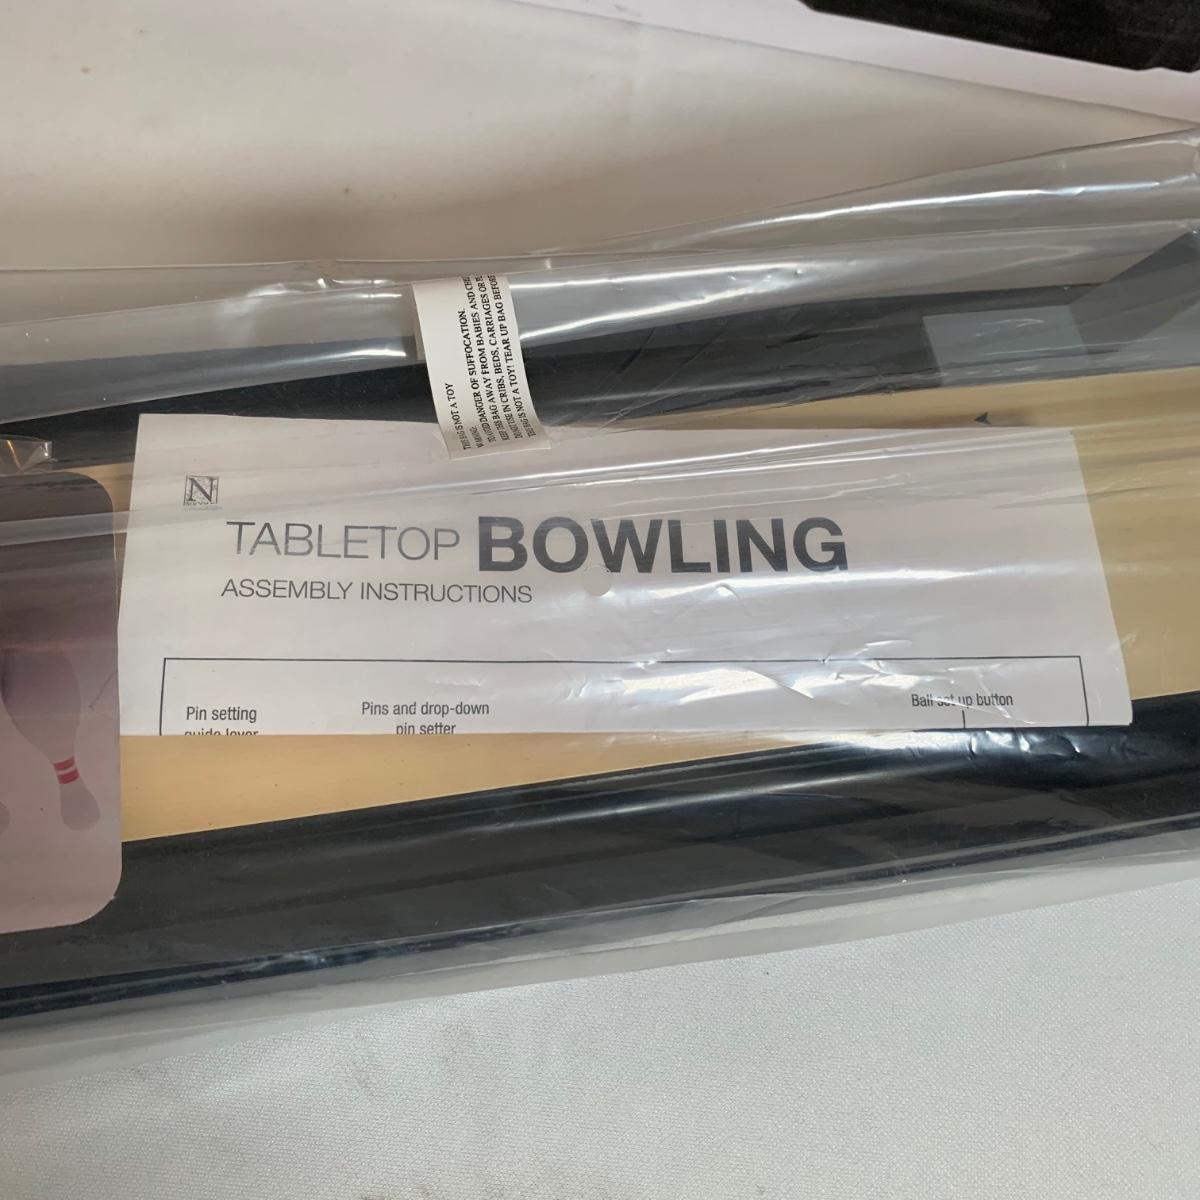 THIS BAG IS NOT A TOY
WARNING:
TO AVOID DANGER OF SUFFOCATION,
KEEP THIS BAG AWAY FROM BABIES AND
DO NOT USE IN CRIBS, BEDS, CARRIAGES OR
THIS BAG IS NOT A TOY! TEAR UP BAG BEFORE
N
TABLETOP BOWLING
ASSEMBLY INSTRUCTIONS
Pin setting
guide lever
Pins and drop-down
pin setter
Ball set up button